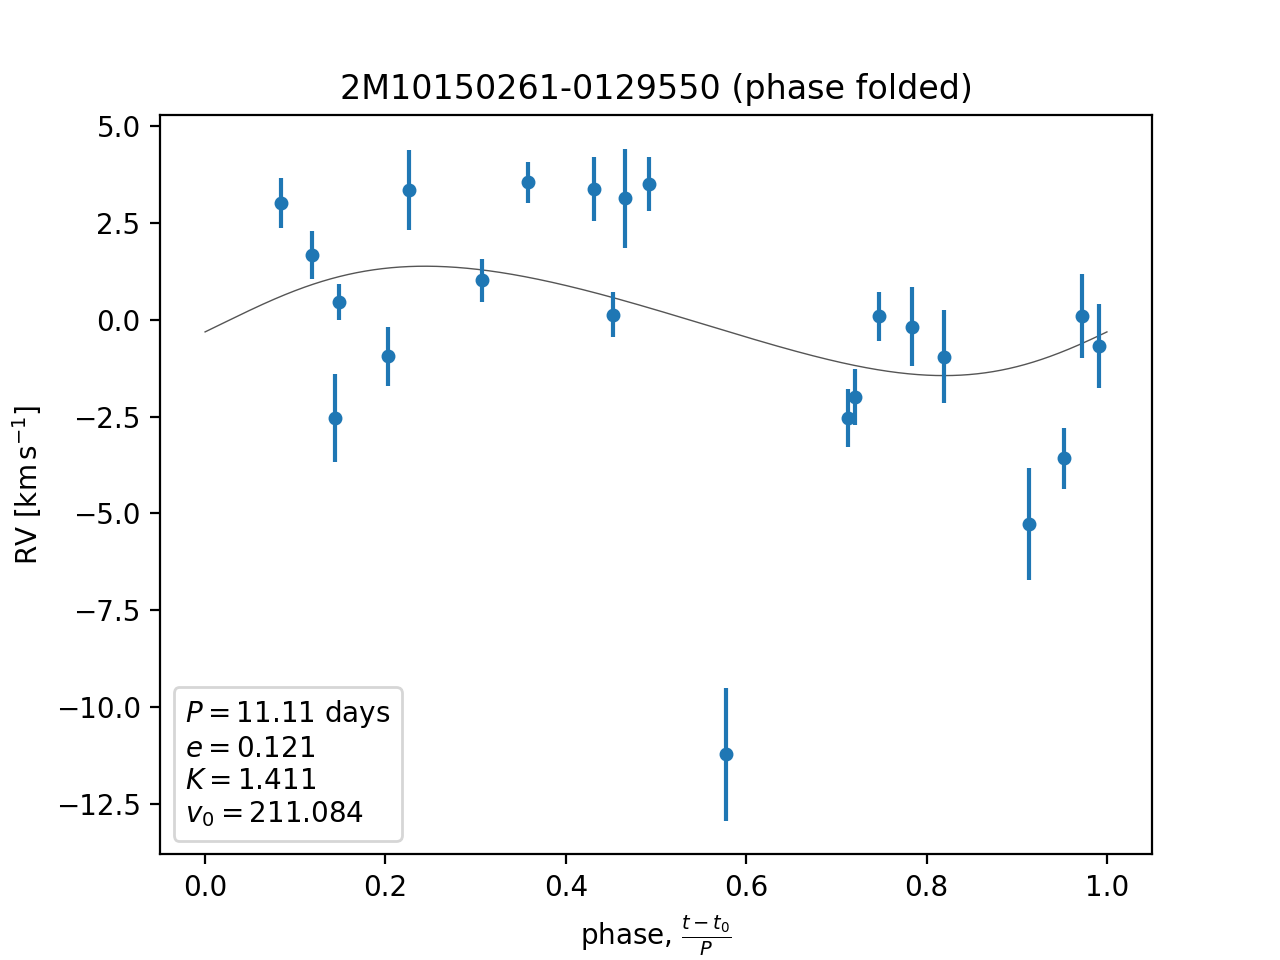 2M10150261-0129550 (phase folded)
RV [km s⁻¹]
5.0
2.5
0.0
−2.5
−5.0
−7.5
−10.0
−12.5
P = 11.11 days
e = 0.121
K = 1.411
v₀ = 211.084
0.0 0.2 0.4 0.6 0.8 1.0
phase, (t − t₀)/P